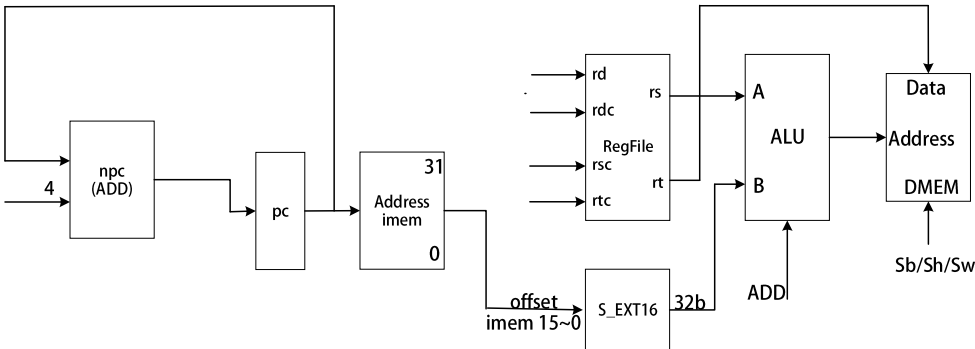 4
npc
(ADD)
pc
31
Address
imem
0
offset
imem 15~0
S_EXT16
32b
rd
rdc
rs
RegFile
rsc
rt
rtc
A
ALU
B
ADD
Data
Address
DMEM
Sb/Sh/Sw